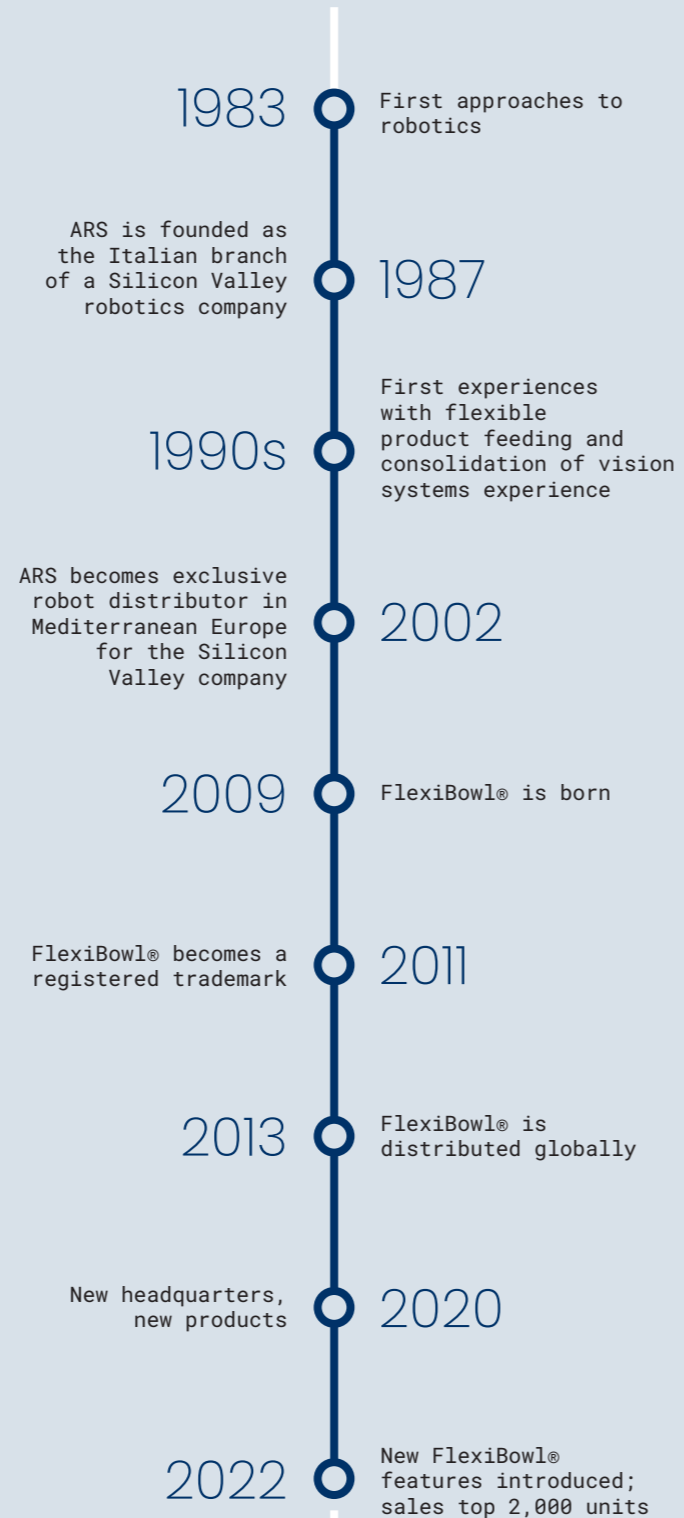 1983
First approaches to
robotics
ARS is founded as
the Italian branch
of a Silicon Valley
robotics company
1987
1990s
First experiences
with flexible
product feeding and
consolidation of vision
systems experience
ARS becomes exclusive
robot distributor in
Mediterranean Europe
for the Silicon
Valley company
2002
2009
FlexiBowl® is born
FlexiBowl® becomes a
registered trademark
2011
2013
FlexiBowl® is
distributed globally
New headquarters,
new products
2020
2022
New FlexiBowl®
features introduced;
sales top 2,000 units